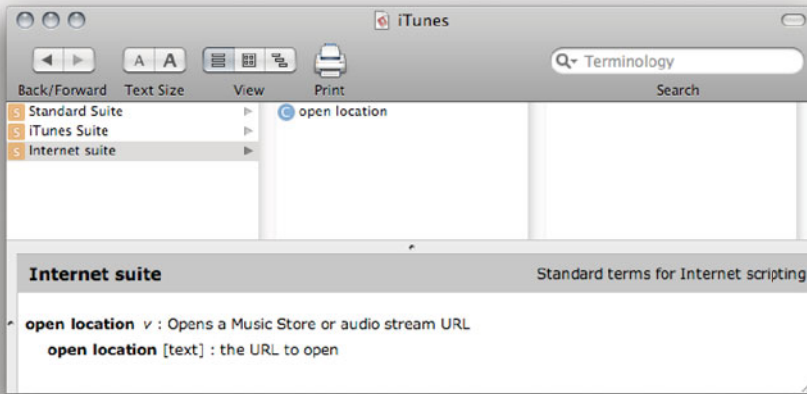 iTunes
A A
Terminology
Back/Forward Text Size View Print Search
S Standard Suite
S iTunes Suite
S Internet suite
C open location
Internet suite Standard terms for Internet scripting
open location v : Opens a Music Store or audio stream URL
open location [text] : the URL to open